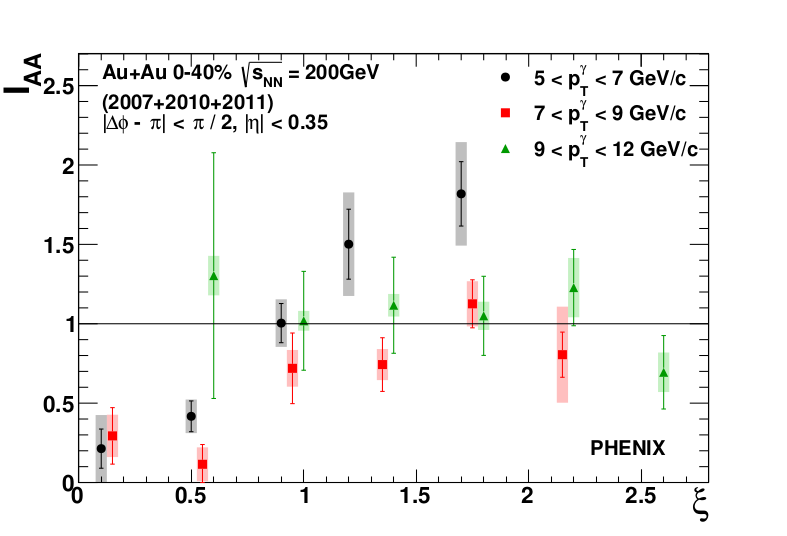 I_AA
Au+Au 0-40% √s_NN = 200GeV
(2007+2010+2011)
|Δϕ - π| < π / 2, |η| < 0.35
5 < p_T^γ < 7 GeV/c
7 < p_T^γ < 9 GeV/c
9 < p_T^γ < 12 GeV/c
2.5
2
1.5
1
0.5
0
PHENIX
0 0.5 1 1.5 2 2.5
ξ